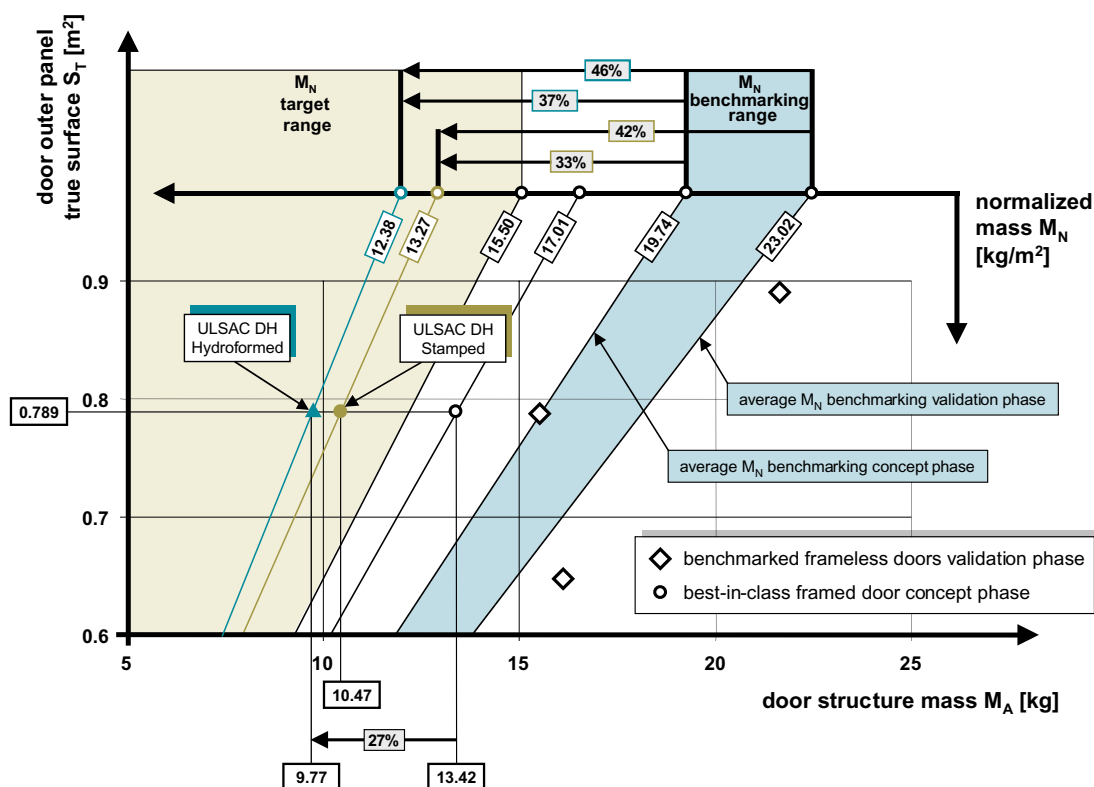 door outer panel
true surface S_T [m²]
M_N
target
range
46%
37%
42%
33%
M_N
benchmarking
range
normalized
mass M_N
[kg/m²]
12.38
13.27
15.50
17.01
19.74
23.02
0.9
0.8
0.7
0.6
0.789
ULSAC DH
Hydroformed
ULSAC DH
Stamped
average M_N benchmarking validation phase
average M_N benchmarking concept phase
benchmarked frameless doors validation phase
best-in-class framed door concept phase
5
10
15
20
25
10.47
door structure mass M_A [kg]
27%
9.77
13.42